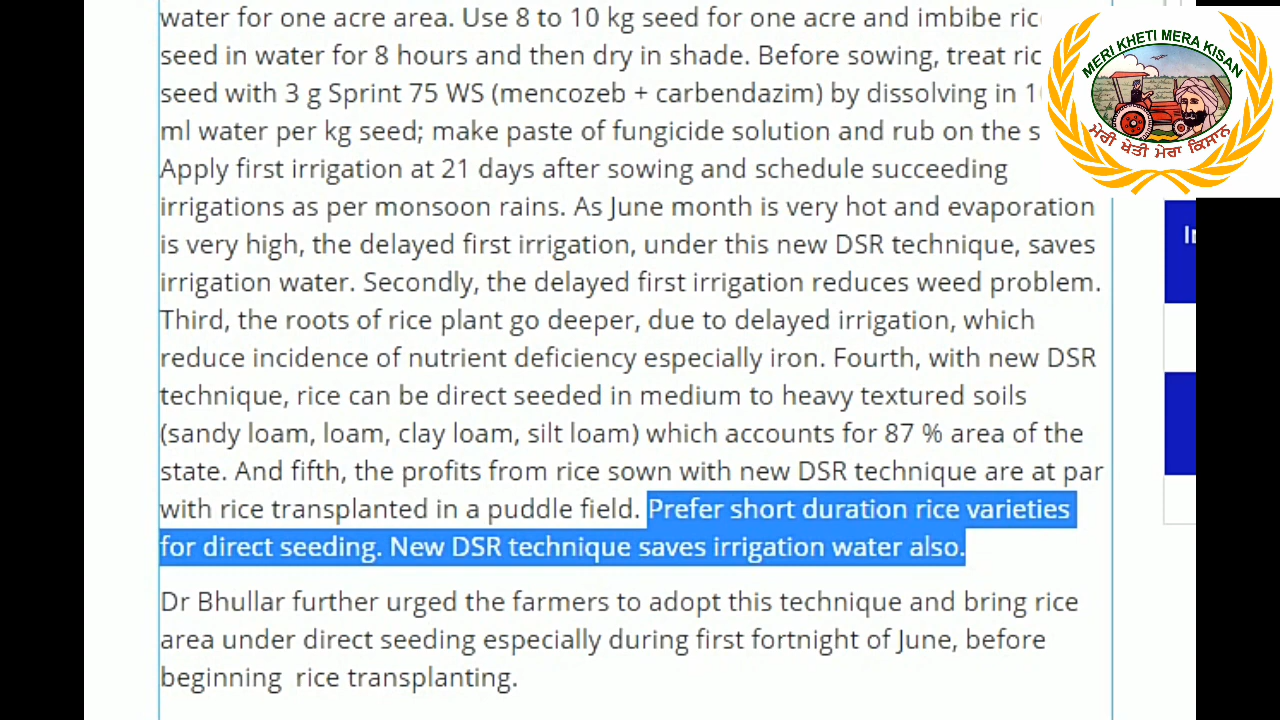 water for one acre area. Use 8 to 10 kg seed for one acre and imbibe
seed in water for 8 hours and then dry in shade. Before sowing, treat
seed with 3 g Sprint 75 WS (mencozeb + carbendazim) by dissolving in
ml water per kg seed; make paste of fungicide solution and rub on the
Apply first irrigation at 21 days after sowing and schedule succeeding
irrigations as per monsoon rains. As June month is very hot and evaporation
is very high, the delayed first irrigation, under this new DSR technique, saves
irrigation water. Secondly, the delayed first irrigation reduces weed problem.
Third, the roots of rice plant go deeper, due to delayed irrigation, which
reduce incidence of nutrient deficiency especially iron. Fourth, with new DSR
technique, rice can be direct seeded in medium to heavy textured soils
(sandy loam, loam, clay loam, silt loam) which accounts for 87 % area of the
state. And fifth, the profits from rice sown with new DSR technique are at par
with rice transplanted in a puddle field. Prefer short duration rice varieties
for direct seeding. New DSR technique saves irrigation water also.
Dr Bhullar further urged the farmers to adopt this technique and bring rice
area under direct seeding especially during first fortnight of June, before
beginning rice transplanting.
MERI KHETI MERA KISAN
ਮੇਰੀ ਖੇਤੀ ਮੇਰਾ ਕਿਸਾਨ